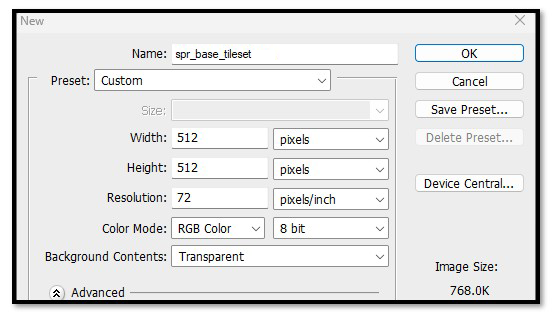 New
Name: spr_base_tileset
OK
Preset: Custom
Cancel
Size:
Save Preset...
Width: 512 pixels
Delete Preset...
Height: 512 pixels
Device Central...
Resolution: 72 pixels/inch
Color Mode: RGB Color 8 bit
Background Contents: Transparent
Image Size:
Advanced
768.0K